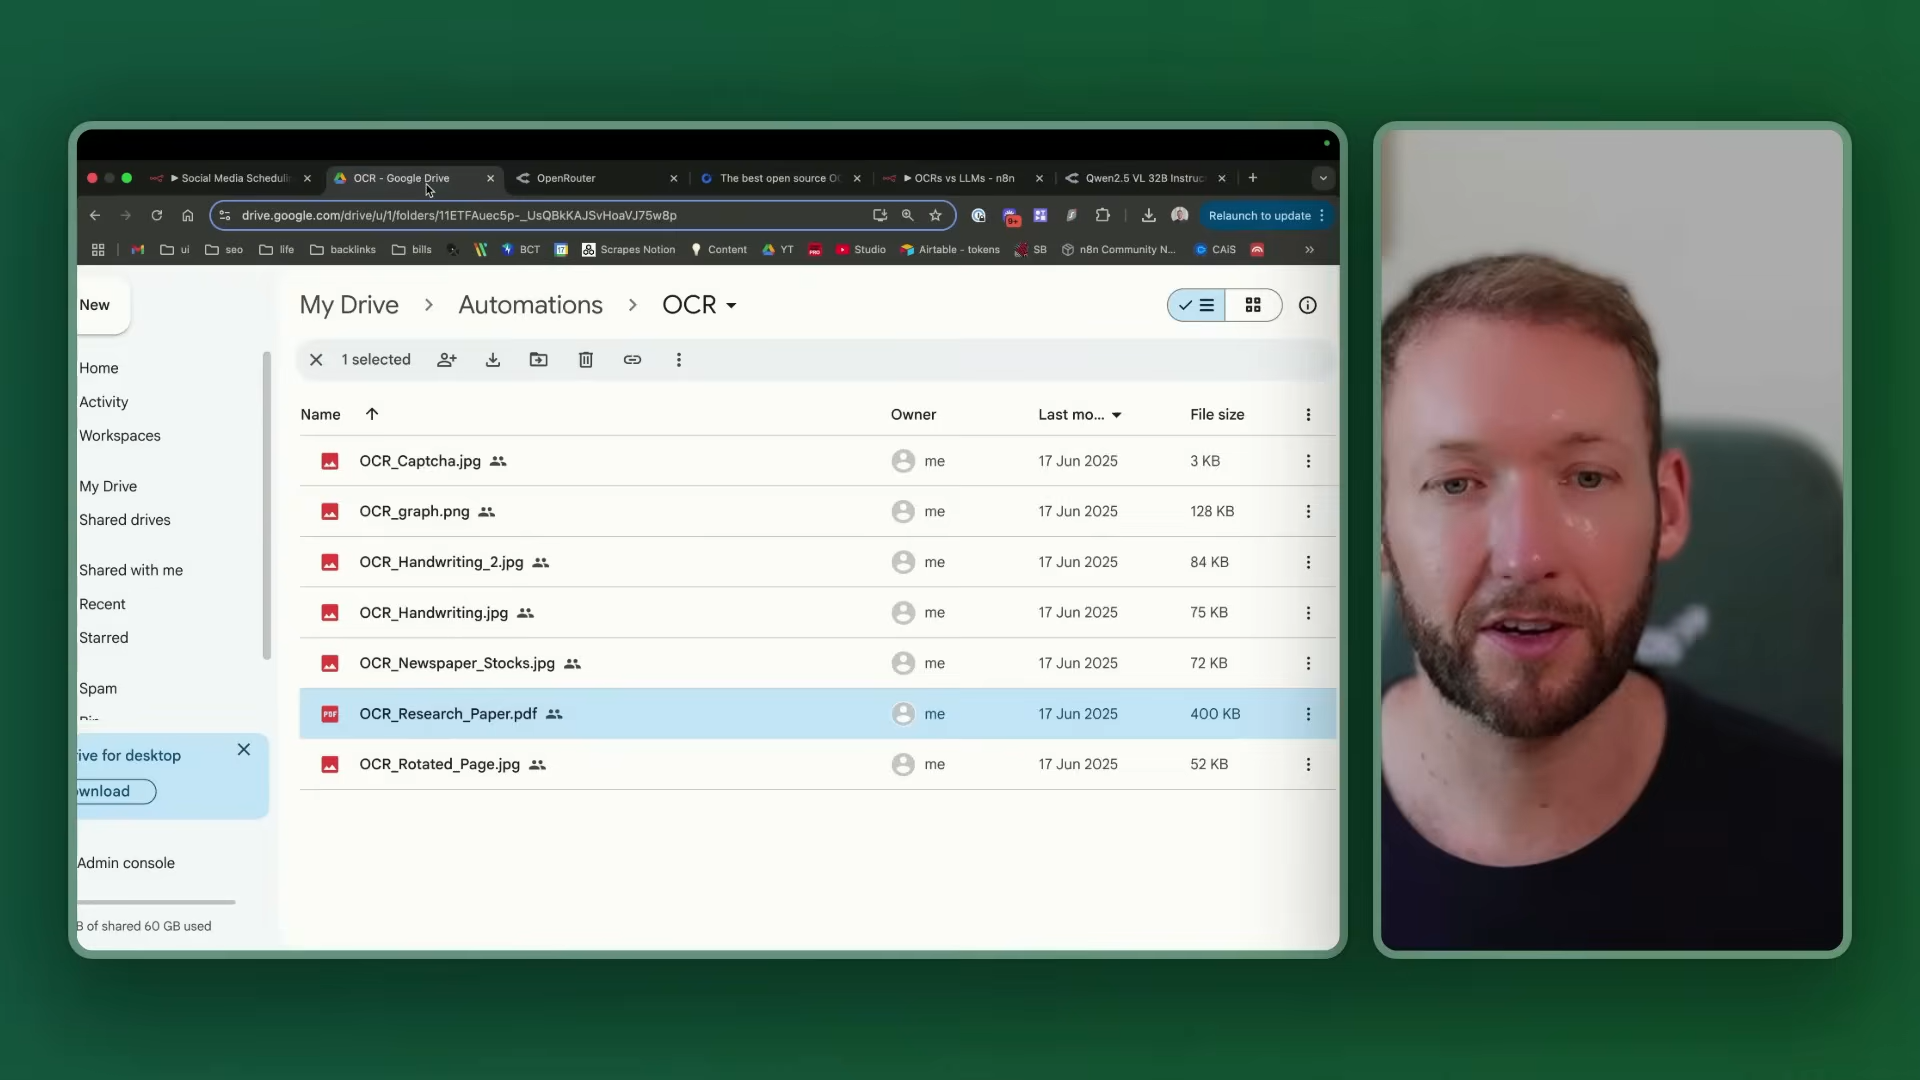 Social Media Scheduli
OCR - Google Drive
OpenRouter
The best open source O
OCRs vs LLMs - n8n
Qwen2.5 VL 32B Instruc
drive.google.com/drive/u/1/folders/11ETFAuec5p-_UsQBkKAJSvHoaVJ75w8p
9+
Relaunch to update
ui
seo
life
backlinks
bills
BCT
Scrapes Notion
Content
YT
Studio
Airtable - tokens
SB
n8n Community N...
CAiS
New
My Drive > Automations > OCR
1 selected
Home
Activity
Workspaces
My Drive
Shared drives
Shared with me
Recent
Starred
Spam
rive for desktop
ownload
Admin console
B of shared 60 GB used
Name Owner Last mo... File size
OCR_Captcha.jpg me 17 Jun 2025 3 KB
OCR_graph.png me 17 Jun 2025 128 KB
OCR_Handwriting_2.jpg me 17 Jun 2025 84 KB
OCR_Handwriting.jpg me 17 Jun 2025 75 KB
OCR_Newspaper_Stocks.jpg me 17 Jun 2025 72 KB
PDF OCR_Research_Paper.pdf me 17 Jun 2025 400 KB
OCR_Rotated_Page.jpg me 17 Jun 2025 52 KB